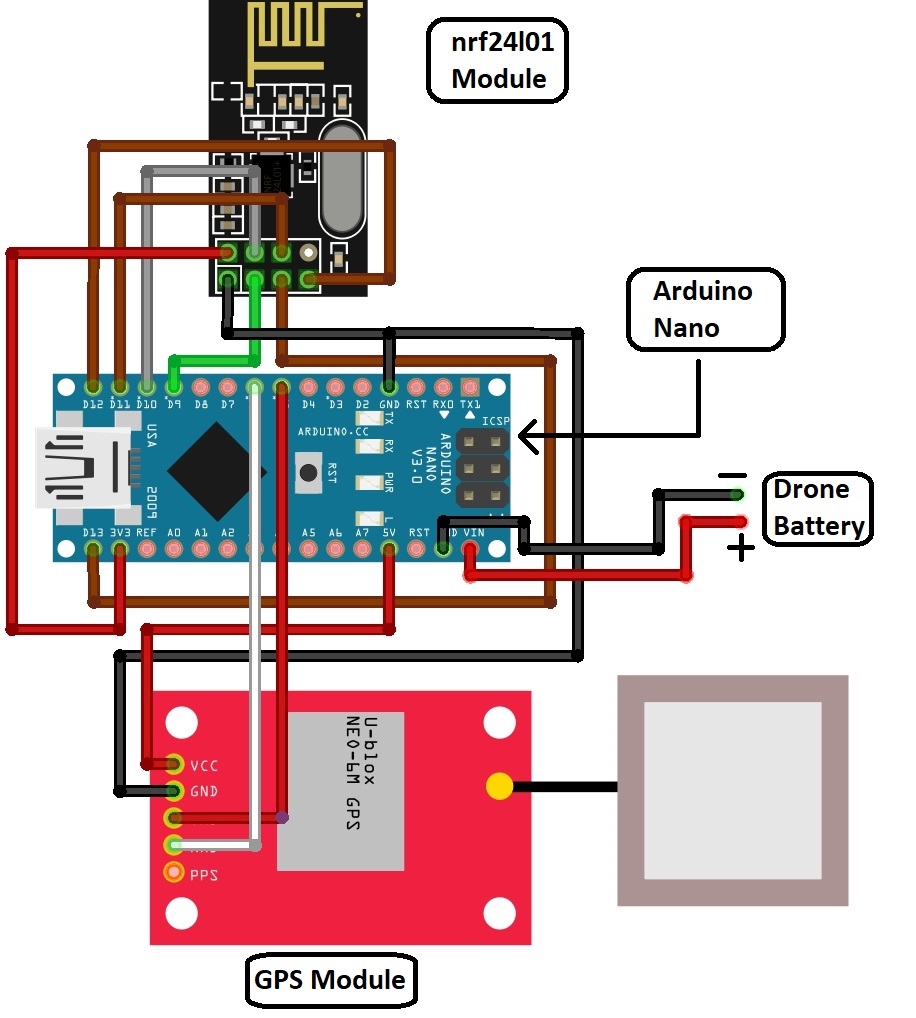 nrf24l01
Module
Arduino
Nano
D12 D11 D10 D9 D8 D7 D4 D3 D2 GND RST RX0 TX1
ICSP
TX
RX
PWR
L
ARDUINO.CC
RST
ARDUINO
NANO
V3.0
USA
2009
D13 3V3 REF A0 A1 A2 A5 A6 A7 5V RST VIN
−
Drone
Battery
+
U-blox
NEO-6M GPS
VCC
GND
PPS
GPS Module